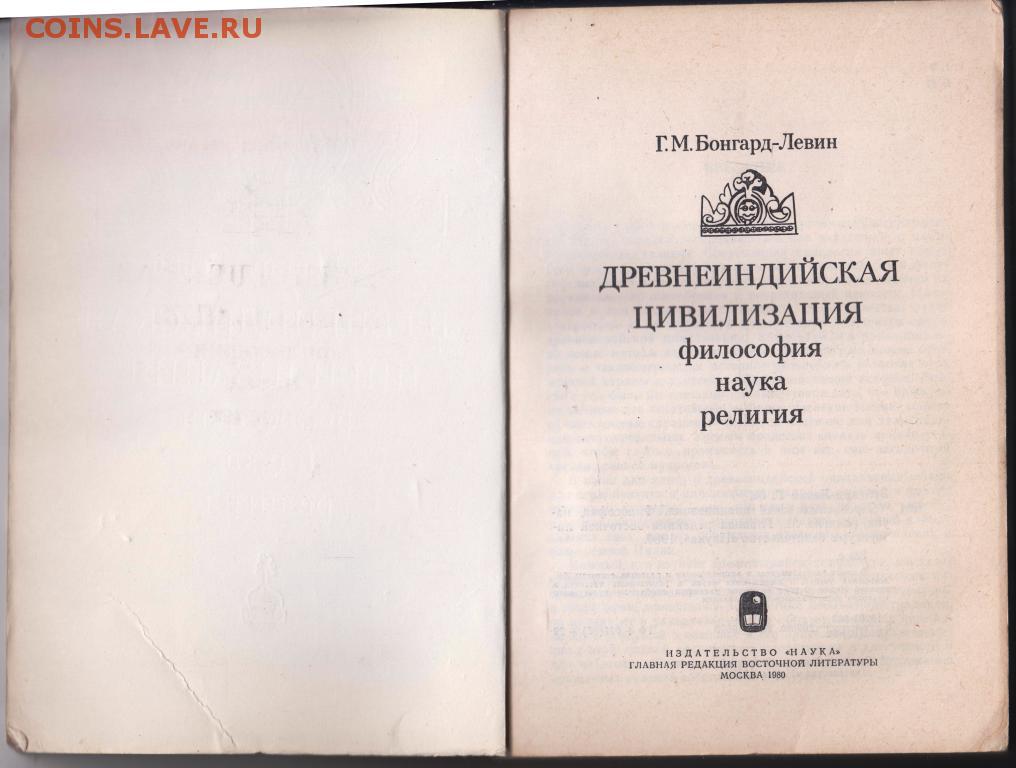 COINS.LAVE.RU
Г. М. Бонгард-Левин
ДРЕВНЕИНДИЙСКАЯ
ЦИВИЛИЗАЦИЯ
философия
наука
религия
ИЗДАТЕЛЬСТВО «НАУКА»
ГЛАВНАЯ РЕДАКЦИЯ ВОСТОЧНОЙ ЛИТЕРАТУРЫ
МОСКВА 1980